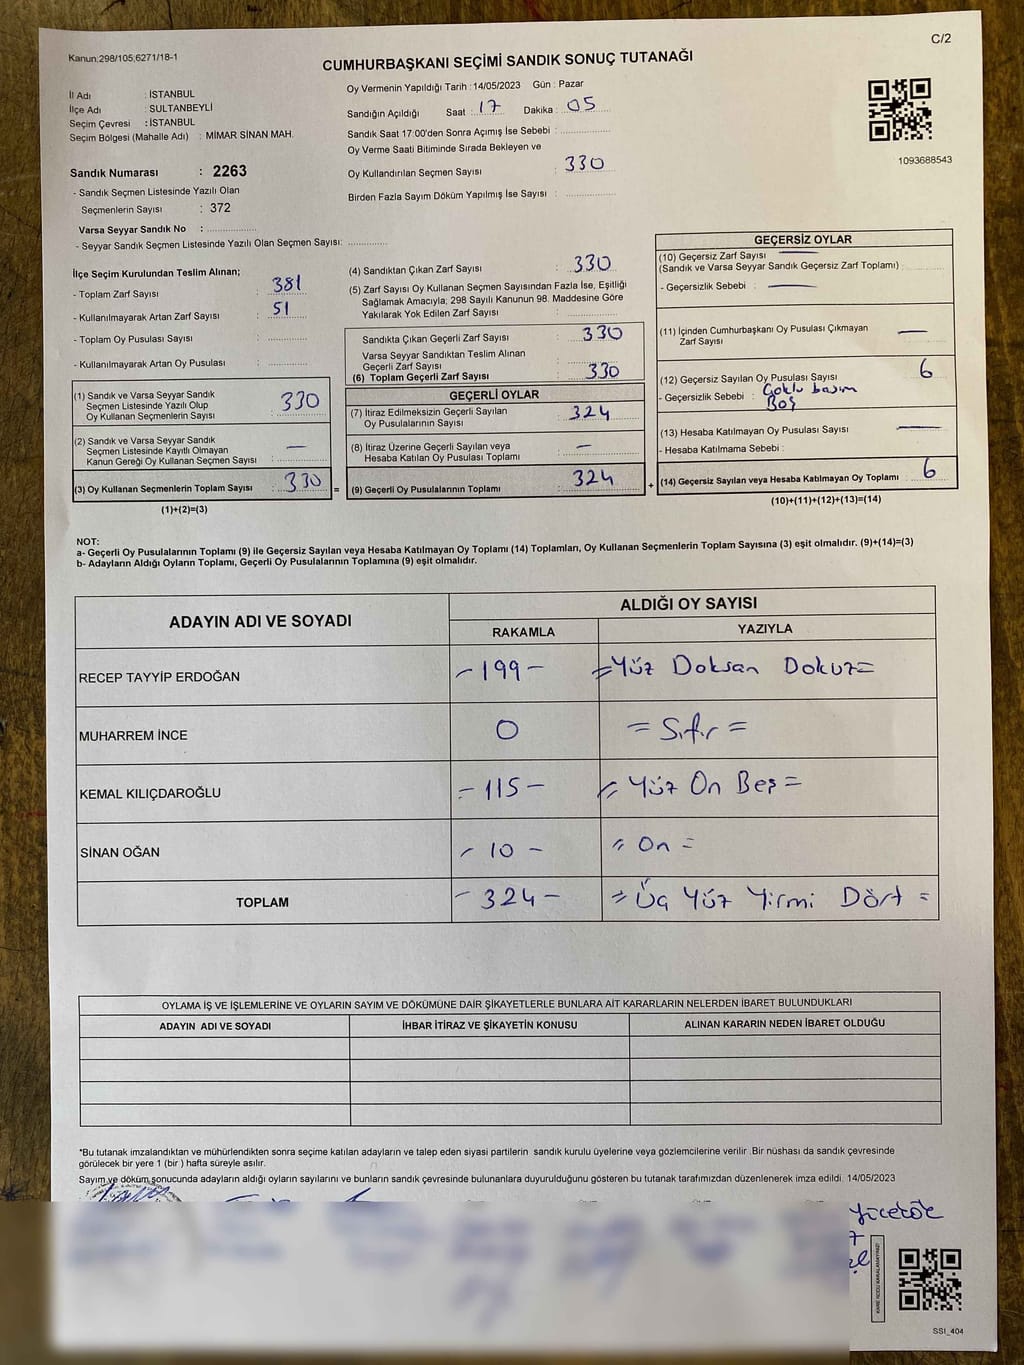 Kanun;298/105;6271/18-1
C/2
CUMHURBAŞKANI SEÇİMİ SANDIK SONUÇ TUTANAĞI
İl Adı : İSTANBUL
İlçe Adı : SULTANBEYLİ
Seçim Çevresi : İSTANBUL
Seçim Bölgesi (Mahalle Adı) : MİMAR SİNAN MAH.
Oy Vermenin Yapıldığı Tarih : 14/05/2023 Gün : Pazar
Sandığın Açıldığı Saat : 17 Dakika : 05
Sandık Saat 17:00'den Sonra Açımış İse Sebebi :
Oy Verme Saati Bitiminde Sırada Bekleyen ve
Oy Kullandırılan Seçmen Sayısı : 330
Birden Fazla Sayım Döküm Yapılmış İse Sayısı :
1093688543
Sandık Numarası : 2263
- Sandık Seçmen Listesinde Yazılı Olan
Seçmenlerin Sayısı : 372
Varsa Seyyar Sandık No :
- Seyyar Sandık Seçmen Listesinde Yazılı Olan Seçmen Sayısı:
İlçe Seçim Kurulundan Teslim Alınan;
- Toplam Zarf Sayısı : 381
- Kullanılmayarak Artan Zarf Sayısı : 51
- Toplam Oy Pusulası Sayısı :
- Kullanılmayarak Artan Oy Pusulası :
(1) Sandık ve Varsa Seyyar Sandık
Seçmen Listesinde Yazılı Olup
Oy Kullanan Seçmenlerin Sayısı : 330
(2) Sandık ve Varsa Seyyar Sandık
Seçmen Listesinde Kayıtlı Olmayan
Kanun Gereği Oy Kullanan Seçmen Sayısı : —
(3) Oy Kullanan Seçmenlerin Toplam Sayısı : 330 =
(1)+(2)=(3)
(4) Sandıktan Çıkan Zarf Sayısı : 330
(5) Zarf Sayısı Oy Kullanan Seçmen Sayısından Fazla İse, Eşitliği
Sağlamak Amacıyla, 298 Sayılı Kanunun 98. Maddesine Göre
Yakılarak Yok Edilen Zarf Sayısı :
Sandıkta Çıkan Geçerli Zarf Sayısı : 330
Varsa Seyyar Sandıktan Teslim Alınan
Geçerli Zarf Sayısı :
(6) Toplam Geçerli Zarf Sayısı : 330
GEÇERLİ OYLAR
(7) İtiraz Edilmeksizin Geçerli Sayılan
Oy Pusulalarının Sayısı : 324
(8) İtiraz Üzerine Geçerli Sayılan veya
Hesaba Katılan Oy Pusulası Toplamı : —
(9) Geçerli Oy Pusulalarının Toplamı : 324 +
GEÇERSİZ OYLAR
(10) Geçersiz Zarf Sayısı —
(Sandık ve Varsa Seyyar Sandık Geçersiz Zarf Toplamı) :
- Geçersizlik Sebebi : —
(11) İçinden Cumhurbaşkanı Oy Pusulası Çıkmayan
Zarf Sayısı : —
(12) Geçersiz Sayılan Oy Pusulası Sayısı : 6
- Geçersizlik Sebebi : Çoklu basım
Boş
(13) Hesaba Katılmayan Oy Pusulası Sayısı : —
- Hesaba Katılmama Sebebi :
(14) Geçersiz Sayılan veya Hesaba Katılmayan Oy Toplamı : 6
(10)+(11)+(12)+(13)=(14)
NOT:
a- Geçerli Oy Pusulalarının Toplamı (9) ile Geçersiz Sayılan veya Hesaba Katılmayan Oy Toplamı (14) Toplamları, Oy Kullanan Seçmenlerin Toplam Sayısına (3) eşit olmalıdır. (9)+(14)=(3)
b- Adayların Aldığı Oyların Toplamı, Geçerli Oy Pusulalarının Toplamına (9) eşit olmalıdır.
ADAYIN ADI VE SOYADI ALDIĞI OY SAYISI
RAKAMLA YAZIYLA
RECEP TAYYİP ERDOĞAN - 199 - = Yüz Doksan Dokuz =
MUHARREM İNCE 0 = Sıfır =
KEMAL KILIÇDAROĞLU - 115 - = Yüz On Beş =
SİNAN OĞAN - 10 - = On =
TOPLAM - 324 - = Üç Yüz Yirmi Dört =
OYLAMA İŞ VE İŞLEMLERİNE VE OYLARIN SAYIM VE DÖKÜMÜNE DAİR ŞİKAYETLERLE BUNLARA AİT KARARLARIN NELERDEN İBARET BULUNDUKLARI
ADAYIN ADI VE SOYADI İHBAR İTİRAZ VE ŞİKAYETİN KONUSU ALINAN KARARIN NEDEN İBARET OLDUĞU
*Bu tutanak imzalandıktan ve mühürlendikten sonra seçime katılan adayların ve talep eden siyasi partilerin sandık kurulu üyelerine veya gözlemcilerine verilir .Bir nüshası da sandık çevresinde
görülecek bir yere 1 (bir ) hafta süreyle asılır.
Sayım ve döküm sonucunda adayların aldığı oyların sayılarını ve bunların sandık çevresinde bulunanlara duyurulduğunu gösteren bu tutanak tarafımızdan düzenlenerek imza edildi. 14/05/2023
KARE KODU KARALAMAYINIZ!
SSI_404